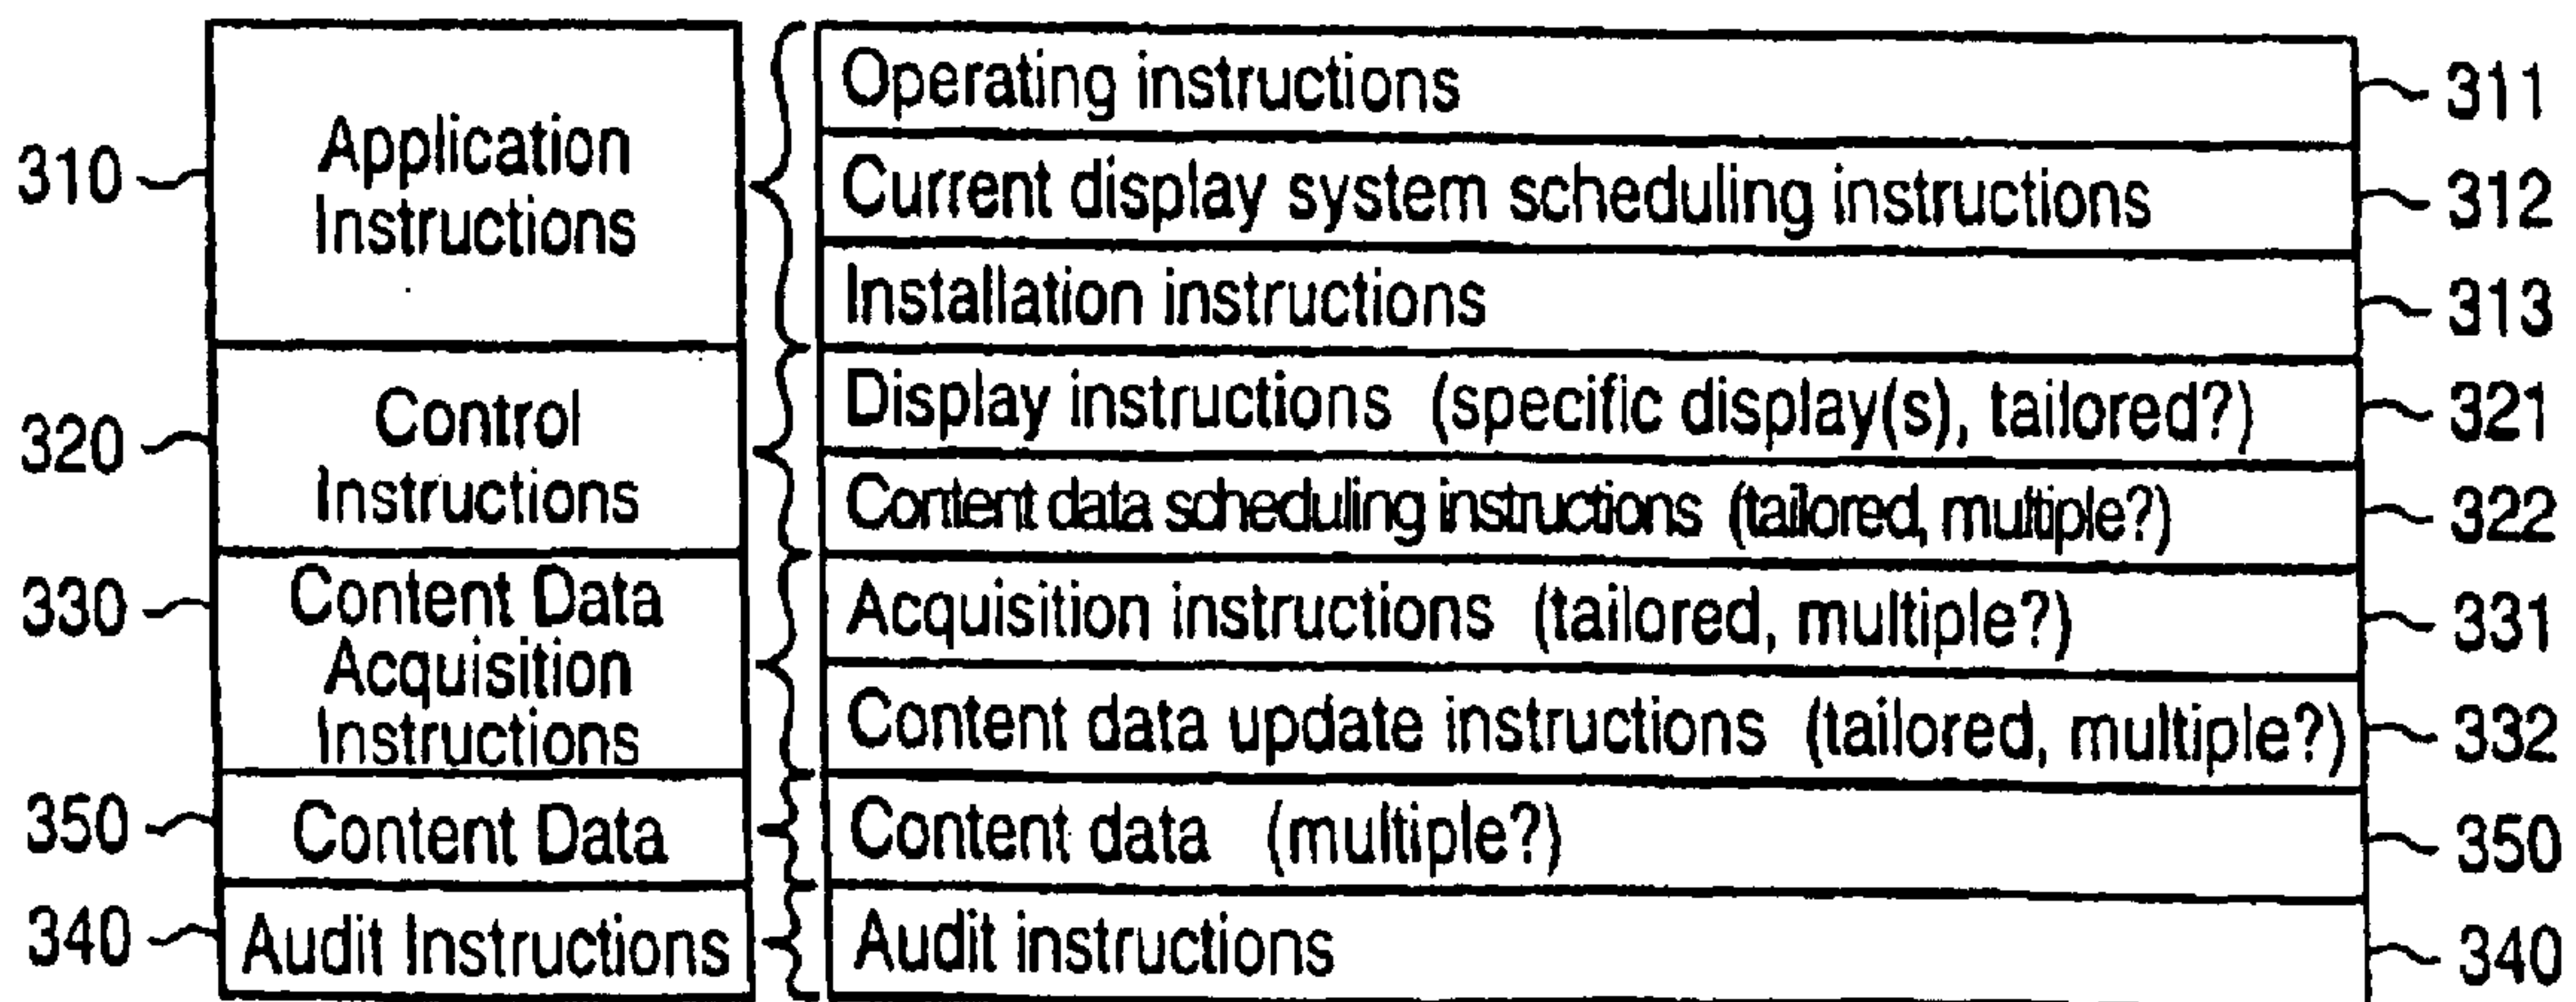 310
Application
Instructions
320
Control
Instructions
330
Content Data
Acquisition
Instructions
350
Content Data
340
Audit Instructions
Operating instructions 311
Current display system scheduling instructions 312
Installation instructions 313
Display instructions (specific display(s), tailored?) 321
Content data scheduling instructions (tailored, multiple?) 322
Acquisition instructions (tailored, multiple?) 331
Content data update instructions (tailored, multiple?) 332
Content data (multiple?) 350
Audit instructions 340